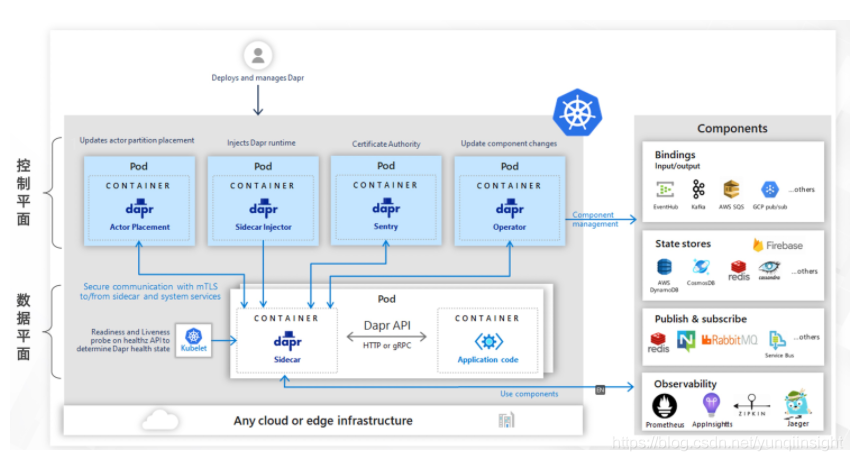 Deploys and manages Dapr
控制平面
Updates actor partition placement
Injects Dapr runtime
Certificate Authority
Update component changes
Pod
CONTAINER
dapr
Actor Placement
Pod
CONTAINER
dapr
Sidecar Injector
Pod
CONTAINER
dapr
Sentry
Pod
CONTAINER
dapr
Operator
Component
management
数据平面
Secure communication with mTLS
to/from sidecar and system services
Readiness and Liveness
probe on healthz API to
determine Dapr health state
Kubelet
Pod
CONTAINER
dapr
Sidecar
Dapr API
HTTP or gRPC
CONTAINER
Application code
Use components
Any cloud or edge infrastructure
Components
Bindings
Input/output
EventHub
Kafka
AWS SQS
GCP pub/sub
...others
State stores
Firebase
AWS
DynamoDB
CosmosDB
redis
cassandra
...others
Publish & subscribe
redis
N
RabbitMQ
Service Bus
...others
Observability
Prometheus
AppInsights
ZIPKIN
Jaeger
https://blog.csdn.net/yunqiinsight